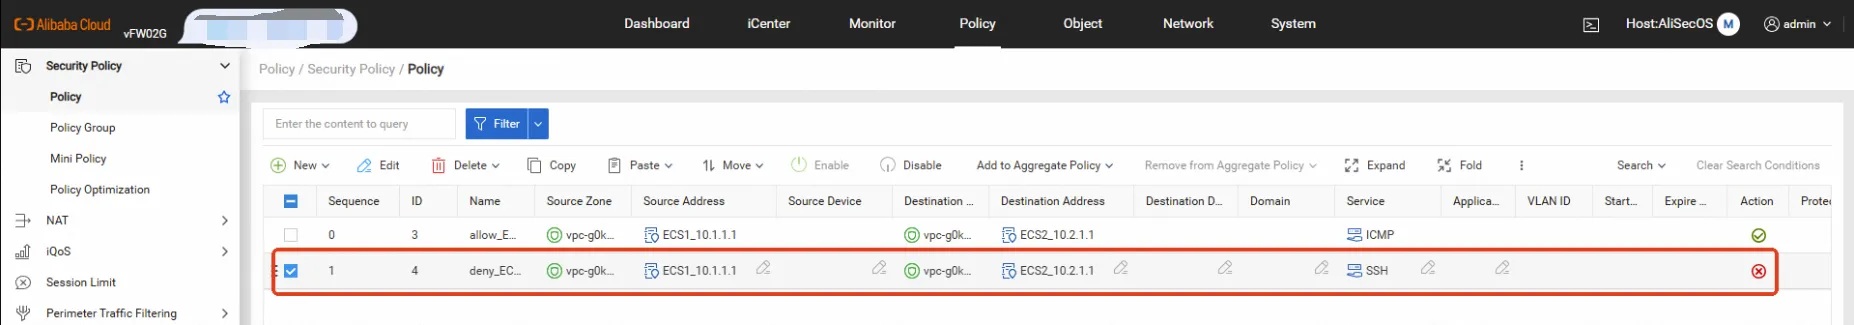 Alibaba Cloud vFW02G Dashboard iCenter Monitor Policy Object Network System Host:AliSecOS M admin
Security Policy
Policy
Policy Group
Mini Policy
Policy Optimization
NAT
iQoS
Session Limit
Perimeter Traffic Filtering
Policy / Security Policy / Policy
Enter the content to query Filter
New Edit Delete Copy Paste Move Enable Disable Add to Aggregate Policy Remove from Aggregate Policy Expand Fold Search Clear Search Conditions
Sequence ID Name Source Zone Source Address Source Device Destination ... Destination Address Destination D... Domain Service Applica... VLAN ID Start... Expire ... Action Protec
0 3 allow_E... vpc-g0k... ECS1_10.1.1.1 vpc-g0k... ECS2_10.2.1.1 ICMP
1 4 deny_EC... vpc-g0k... ECS1_10.1.1.1 vpc-g0k... ECS2_10.2.1.1 SSH